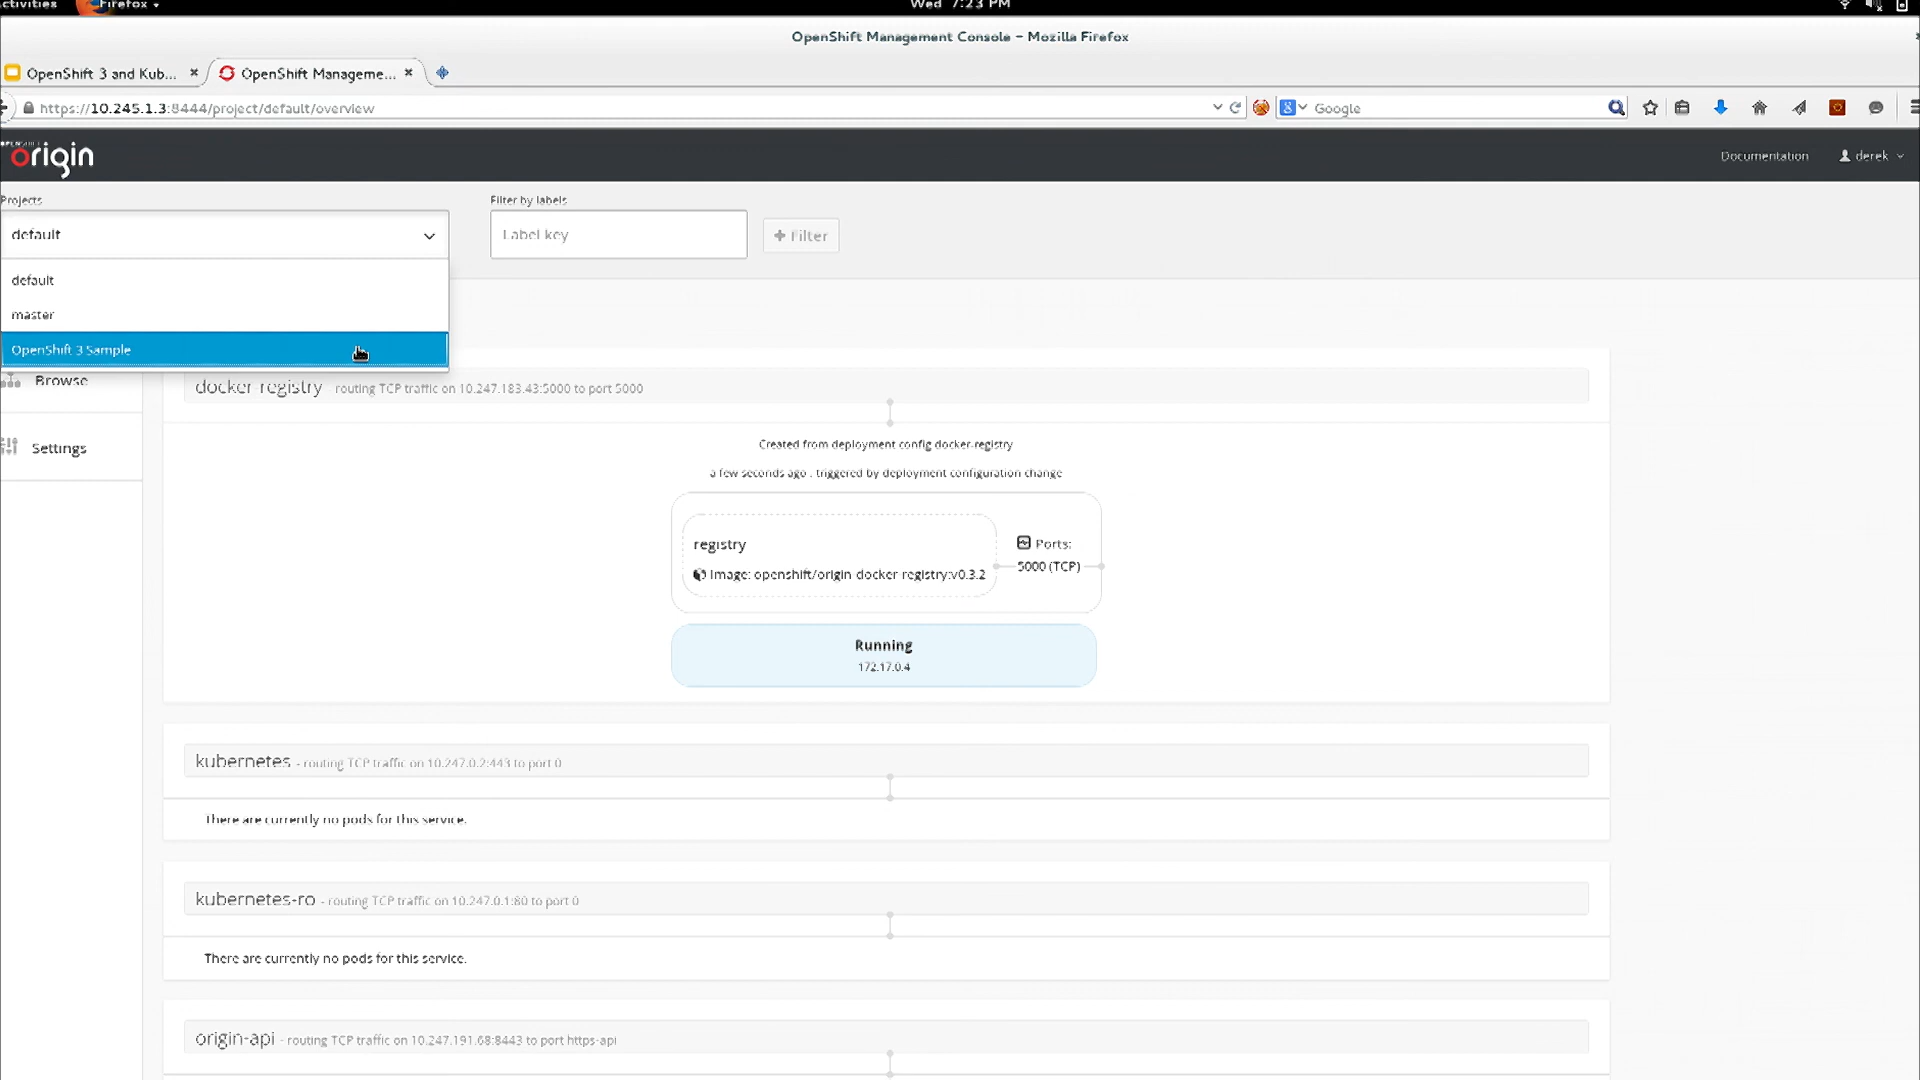 ctivities
Firefox
Wed 7:23 PM
OpenShift Management Console - Mozilla Firefox
OpenShift 3 and Kub...
OpenShift Manageme...
https://10.245.1.3:8444/project/default/overview
Google
OPENSHIFT
origin
Documentation
derek
Projects
Filter by labels
default
Label key
+ Filter
default
master
OpenShift 3 Sample
Browse
docker-registry - routing TCP traffic on 10.247.183.43:5000 to port 5000
Settings
Created from deployment config docker-registry
a few seconds ago . triggered by deployment configuration change
registry
Ports:
Image: openshift/origin-docker-registry:v0.3.2
5000 (TCP)
Running
172.17.0.4
kubernetes - routing TCP traffic on 10.247.0.2:443 to port 0
There are currently no pods for this service.
kubernetes-ro - routing TCP traffic on 10.247.0.1:80 to port 0
There are currently no pods for this service.
origin-api - routing TCP traffic on 10.247.191.68:8443 to port https-api